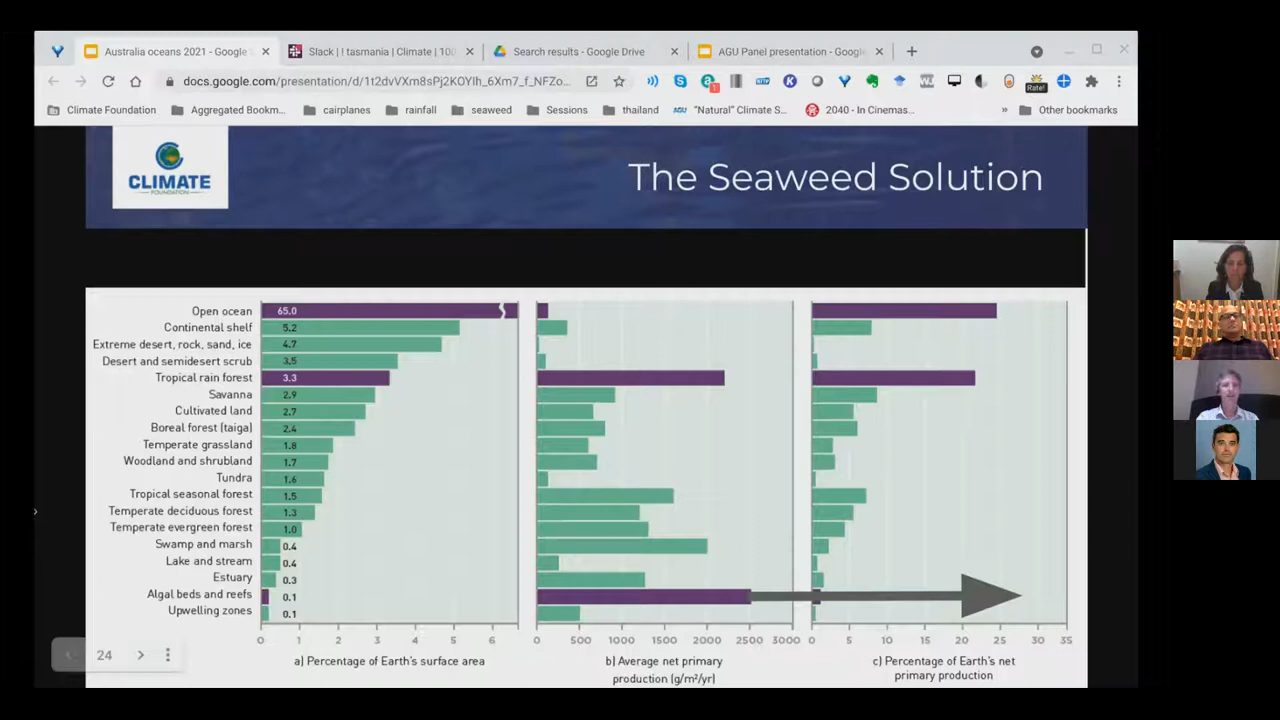 Australia oceans 2021 - Google
Slack | ! tasmania | Climate | 100
Search results - Google Drive
AGU Panel presentation - Google
docs.google.com/presentation/d/1t2dvVXm8sPj2KOYIh_6Xm7_f_NFZo...
Rate!
Climate Foundation
Aggregated Bookm...
cairplanes
rainfall
seaweed
Sessions
thailand
"Natural" Climate S...
2040 - In Cinemas...
» Other bookmarks
CLIMATE
FOUNDATION
The Seaweed Solution
Open ocean 65.0
Continental shelf 5.2
Extreme desert, rock, sand, ice 4.7
Desert and semidesert scrub 3.5
Tropical rain forest 3.3
Savanna 2.9
Cultivated land 2.7
Boreal forest (taiga) 2.4
Temperate grassland 1.8
Woodland and shrubland 1.7
Tundra 1.6
Tropical seasonal forest 1.5
Temperate deciduous forest 1.3
Temperate evergreen forest 1.0
Swamp and marsh 0.4
Lake and stream 0.4
Estuary 0.3
Algal beds and reefs 0.1
Upwelling zones 0.1
0 1 2 3 4 5 6
0 500 1000 1500 2000 2500 3000
0 5 10 15 20 25 30 35
a) Percentage of Earth's surface area
b) Average net primary
production (g/m²/yr)
c) Percentage of Earth's net
primary production
24